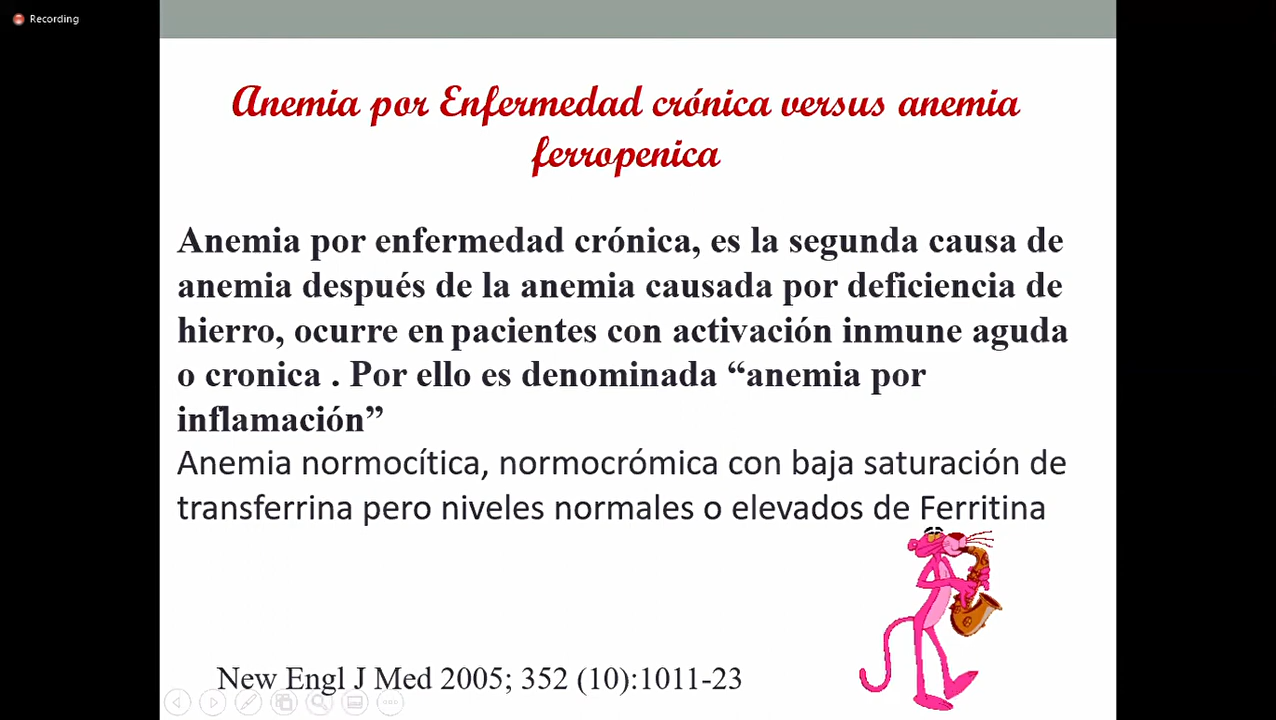 Recording
Anemia por Enfermedad crónica versus anemia
ferropenica
Anemia por enfermedad crónica, es la segunda causa de
anemia después de la anemia causada por deficiencia de
hierro, ocurre en pacientes con activación inmune aguda
o cronica . Por ello es denominada “anemia por
inflamación”
Anemia normocítica, normocrómica con baja saturación de
transferrina pero niveles normales o elevados de Ferritina
New Engl J Med 2005; 352 (10):1011-23